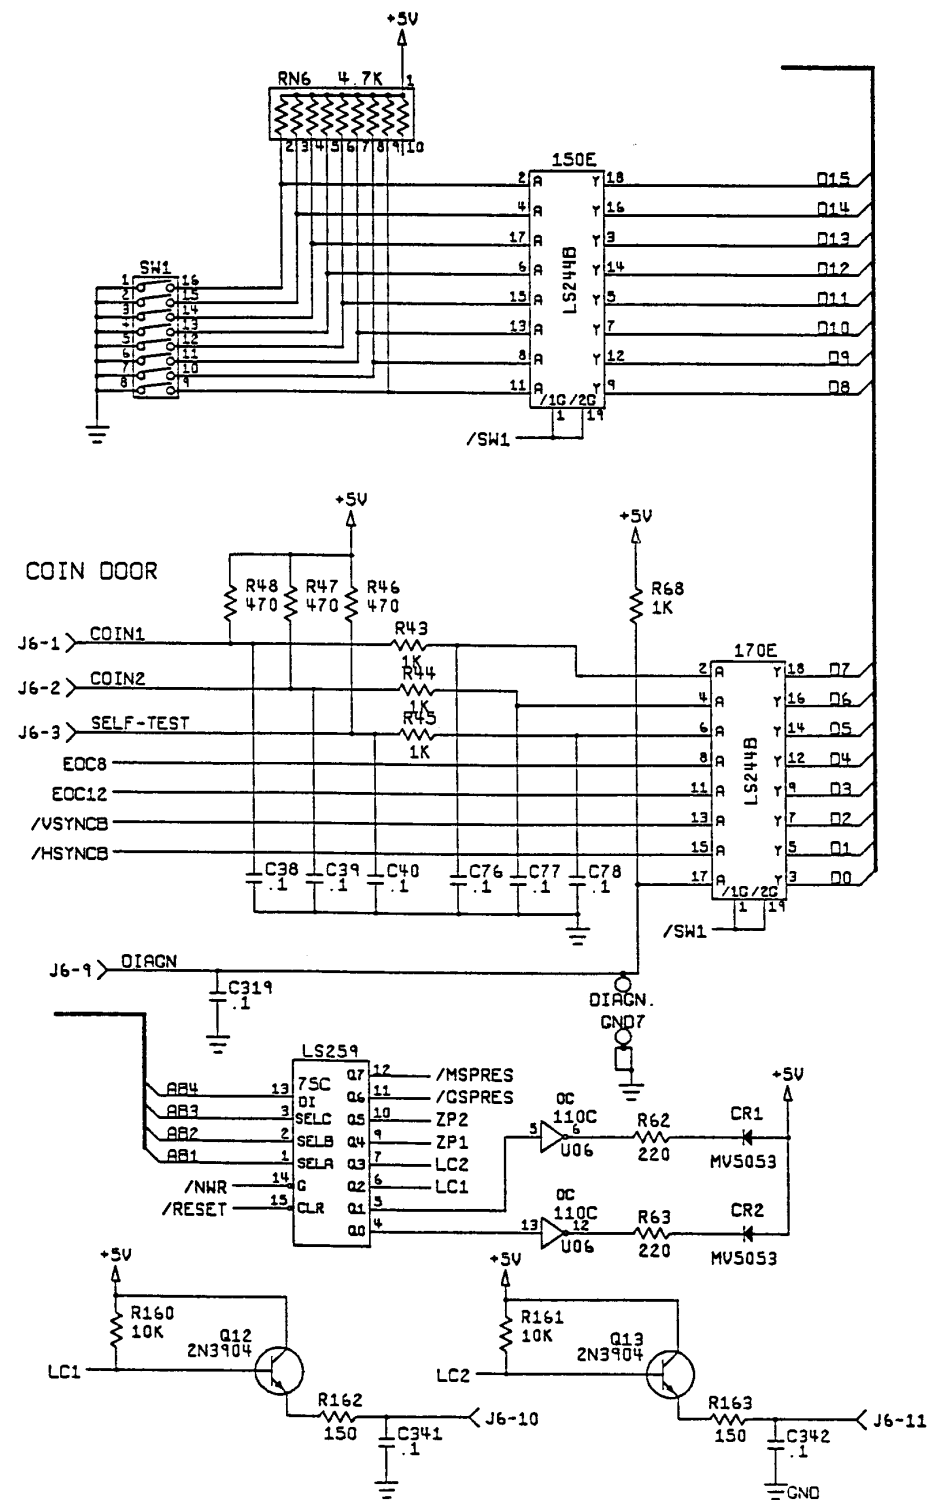 +5V
RN6 4.7K 1
2 3 4 5 6 7 8 9 10
150E
2 A Y 18 D15
4 A Y 16 D14
17 A Y 3 D13
6 A Y 14 D12
15 A Y 5 D11
13 A Y 7 D10
8 A Y 12 D9
11 A Y 9 D8
LS244B
/1G /2G
1 19
/SW1
SW1
1 16
2 15
3 14
4 13
5 12
6 11
7 10
8 9
+5V
+5V
COIN DOOR
R48 470
R47 470
R46 470
R68 1K
J6-1 COIN1
R43 1K
J6-2 COIN2
R44 1K
J6-3 SELF-TEST
R45 1K
EOC8
EOC12
/VSYNCB
/HSYNCB
170E
2 A Y 18 D7
4 A Y 16 D6
6 A Y 14 D5
8 A Y 12 D4
11 A Y 9 D3
13 A Y 7 D2
15 A Y 5 D1
17 A Y 3 D0
LS244B
/1G /2G
1 19
/SW1
C38 .1
C39 .1
C40 .1
C76 .1
C77 .1
C78 .1
J6-9 DIAGN
C319 .1
DIAGN.
GND7
LS259
75C
AB4 13 DI
AB3 3 SELC
AB2 2 SELB
AB1 1 SELA
/NWR 14 G
/RESET 15 CLR
Q7 12 /MSPRES
Q6 11 /GSPRES
Q5 10 ZP2
Q4 9 ZP1
Q3 7 LC2
Q2 6 LC1
Q1 5
Q0 4
OC
110C
5 6
U06
R62
220
CR1
MV5053
+5V
OC
110C
13 12
U06
R63
220
CR2
MV5053
+5V
R160
10K
Q12
2N3904
LC1
R162
150
J6-10
C341
.1
+5V
R161
10K
Q13
2N3904
LC2
R163
150
J6-11
C342
.1
GND